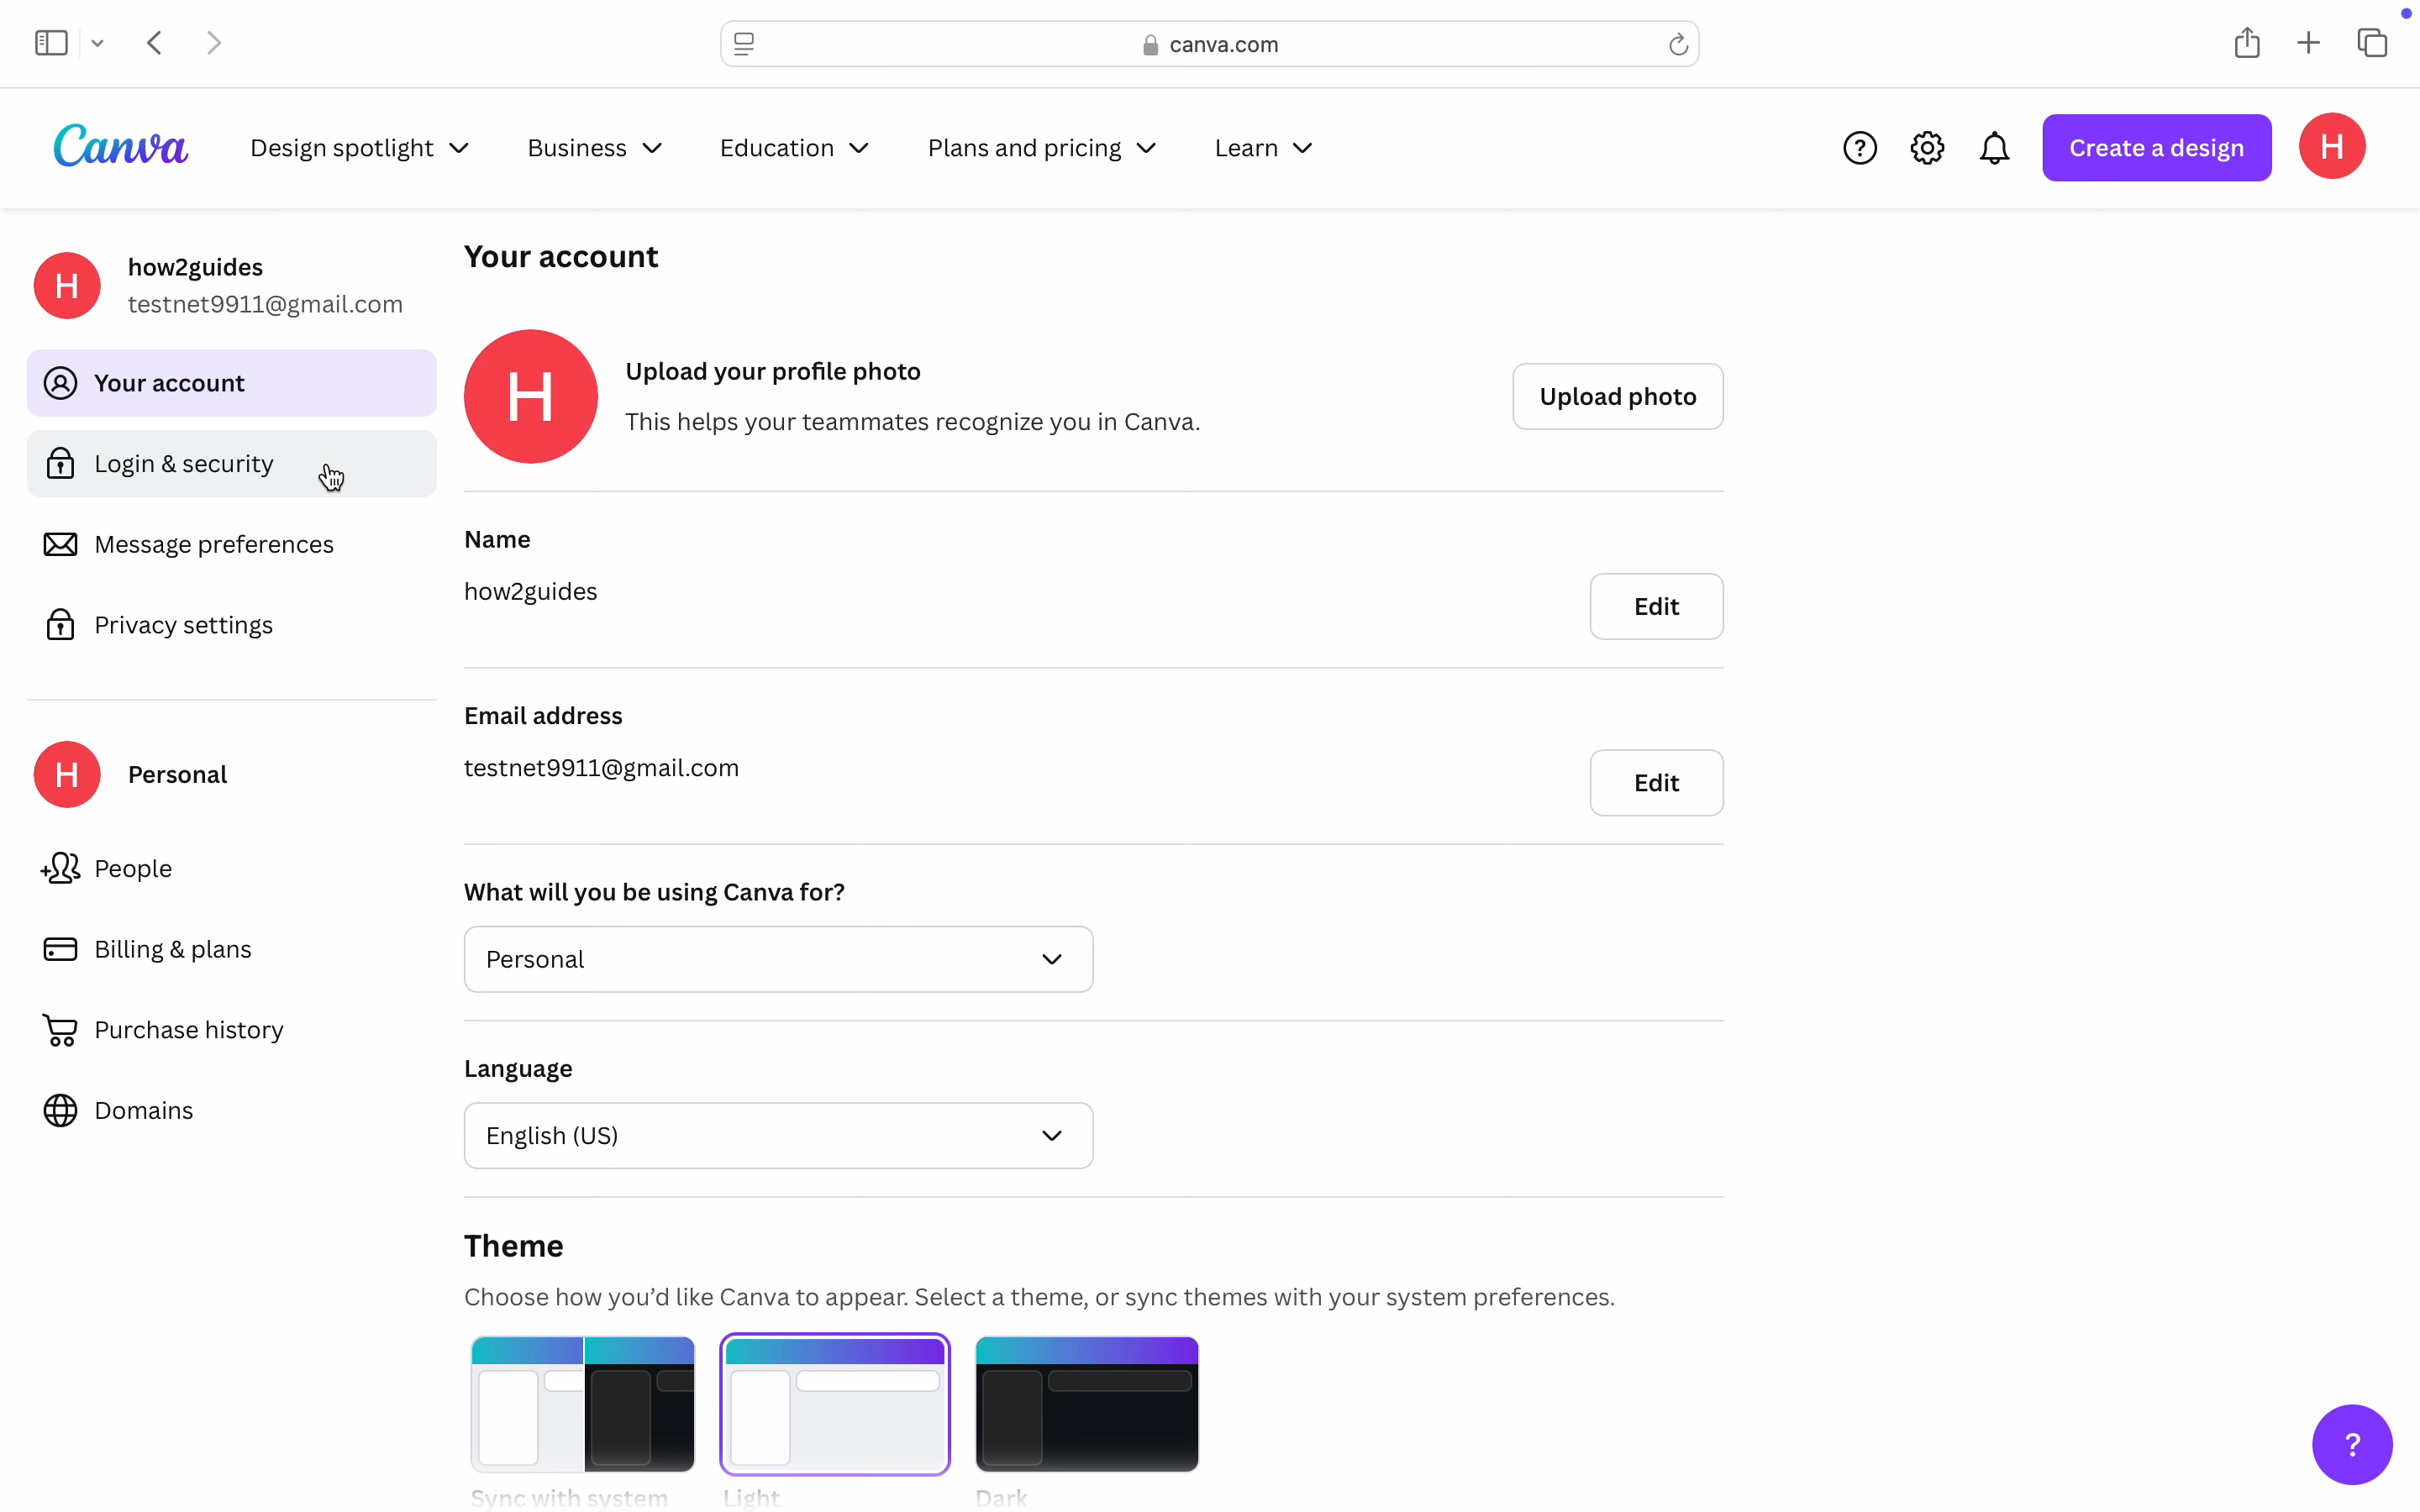 canva.com
Canva
Design spotlight
Business
Education
Plans and pricing
Learn
?
Create a design
H
H
how2guides
testnet9911@gmail.com
Your account
Login & security
Message preferences
Privacy settings
H
Personal
People
Billing & plans
Purchase history
Domains
Your account
H
Upload your profile photo
This helps your teammates recognize you in Canva.
Upload photo
Name
how2guides
Edit
Email address
testnet9911@gmail.com
Edit
What will you be using Canva for?
Personal
Language
English (US)
Theme
Choose how you’d like Canva to appear. Select a theme, or sync themes with your system preferences.
Sync with system
Light
Dark
?